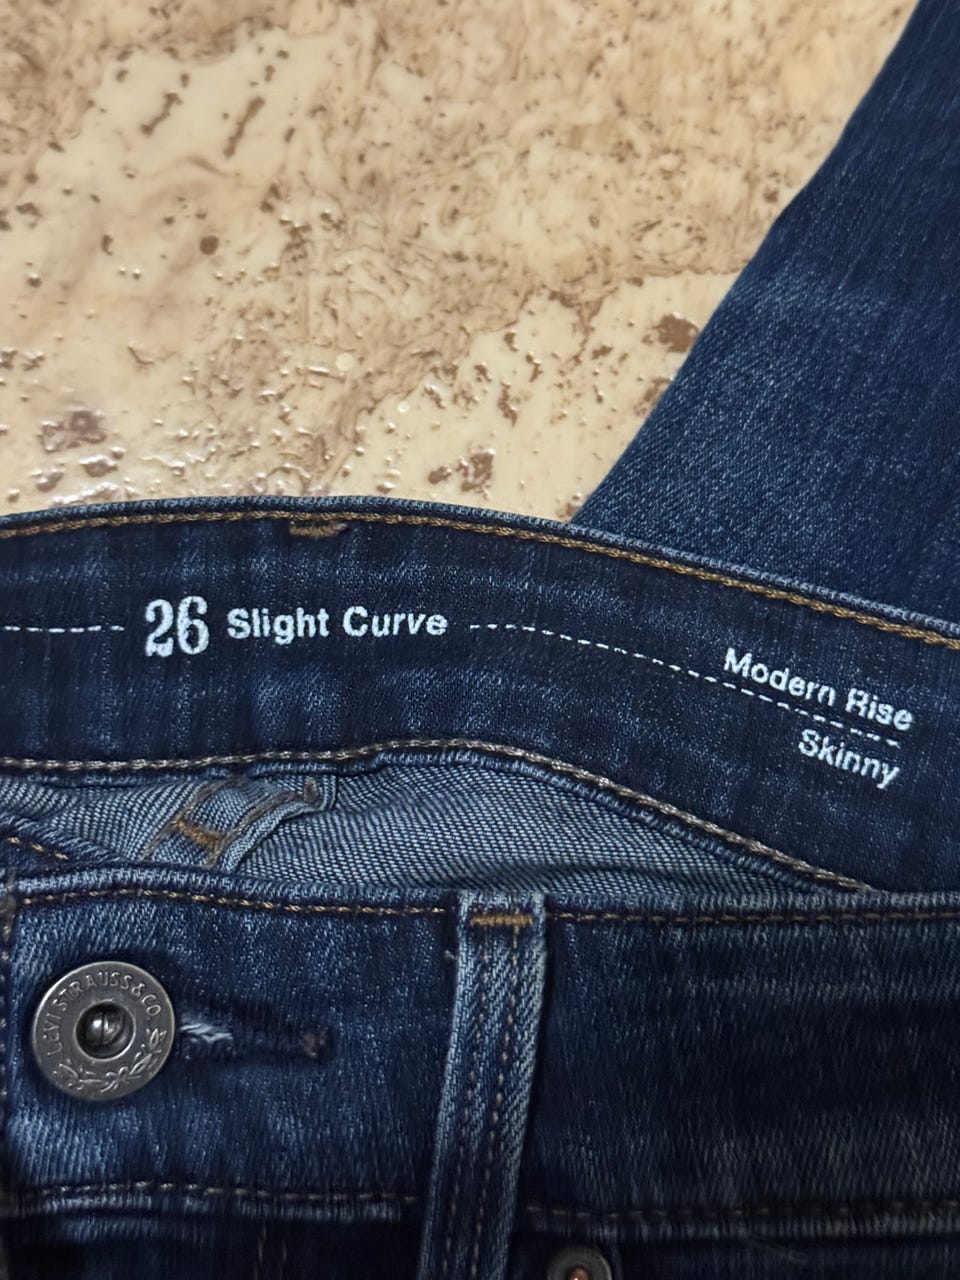 26 Slight Curve
Modern Rise
Skinny
LEVI STRAUSS & CO.